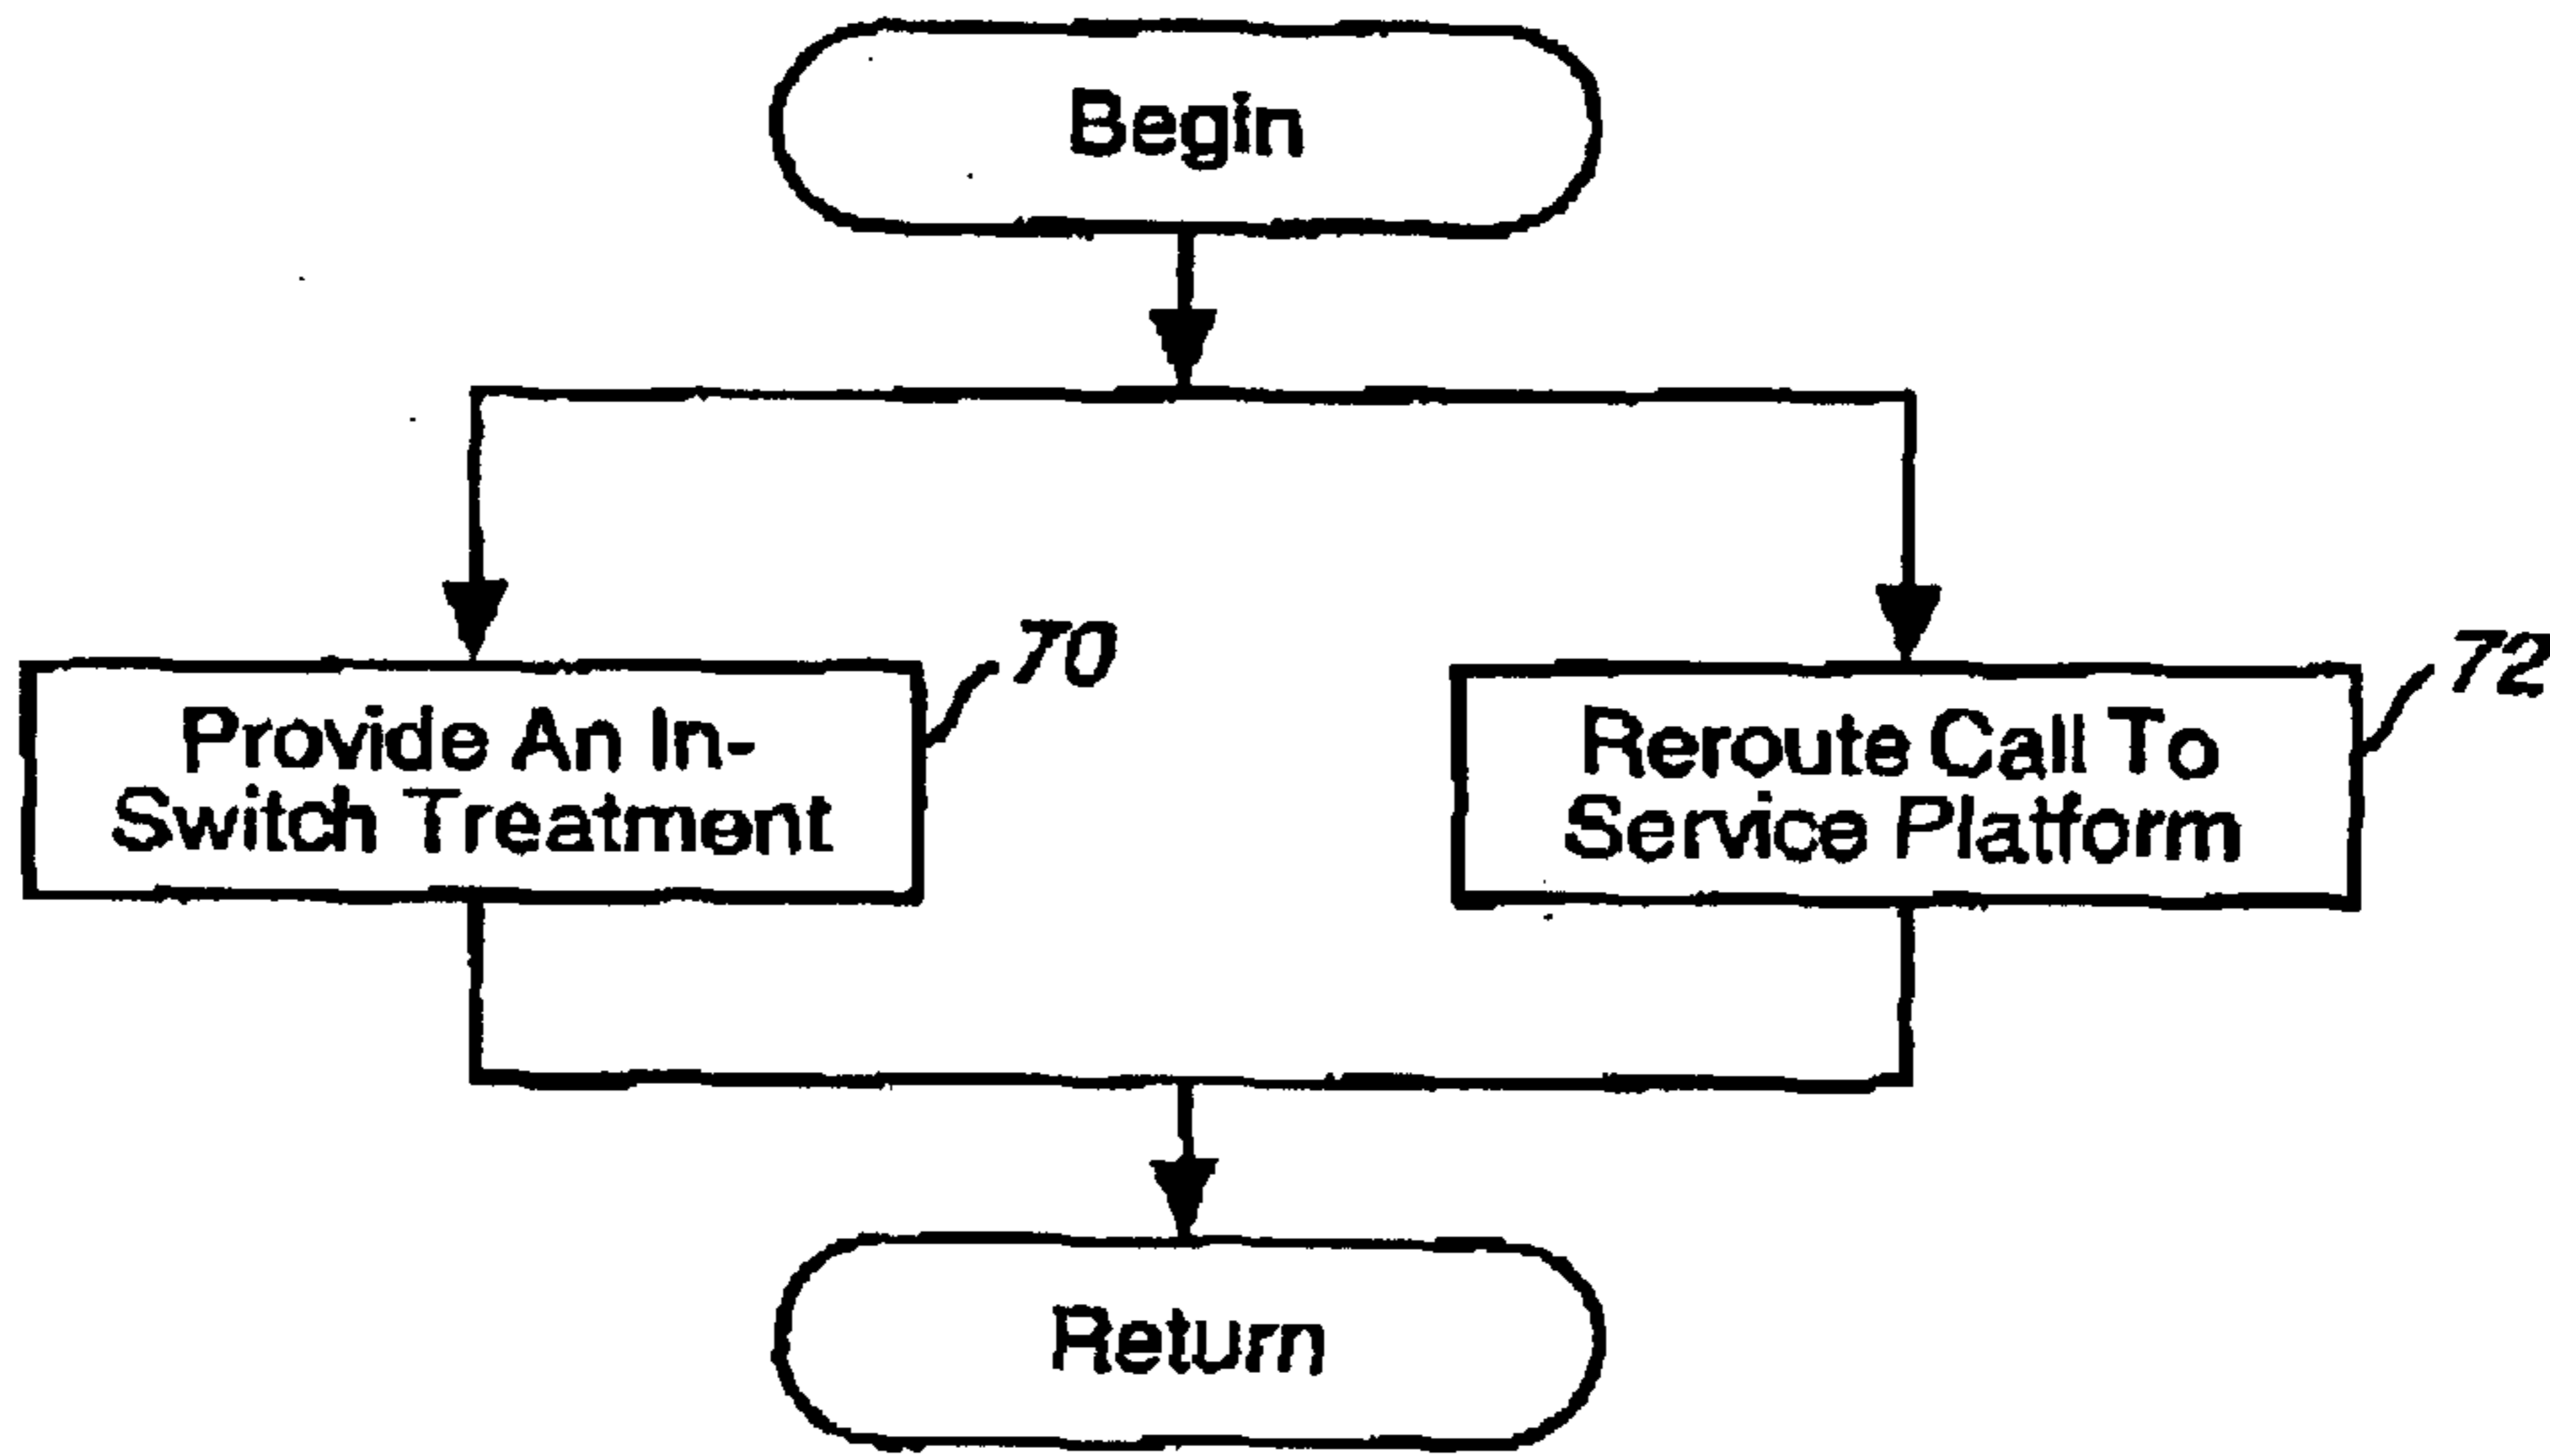 Begin
70
Provide An In-
Switch Treatment
72
Reroute Call To
Service Platform
Return